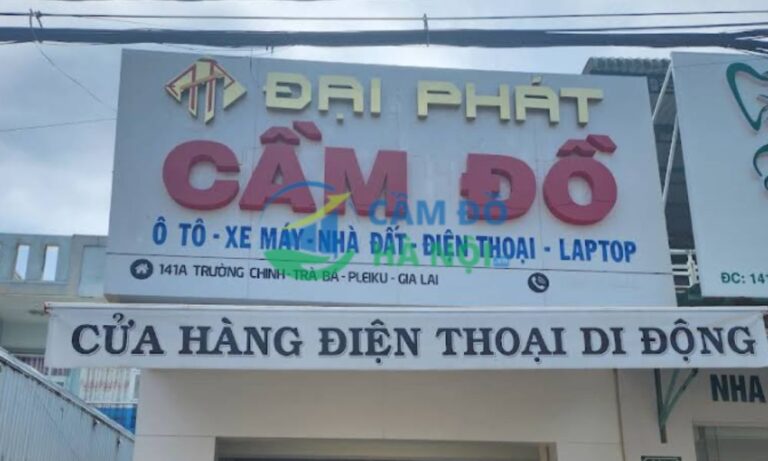 ĐẠI PHÁT
CẦM ĐỒ
CẦM ĐỒ
HÀ NỘI
Ô TÔ - XE MÁY - NHÀ ĐẤT - ĐIỆN THOẠI - LAPTOP
141A TRƯỜNG CHINH - TRÀ BÁ - PLEIKU - GIA LAI
ĐC: 141
CỬA HÀNG ĐIỆN THOẠI DI ĐỘNG
NHA